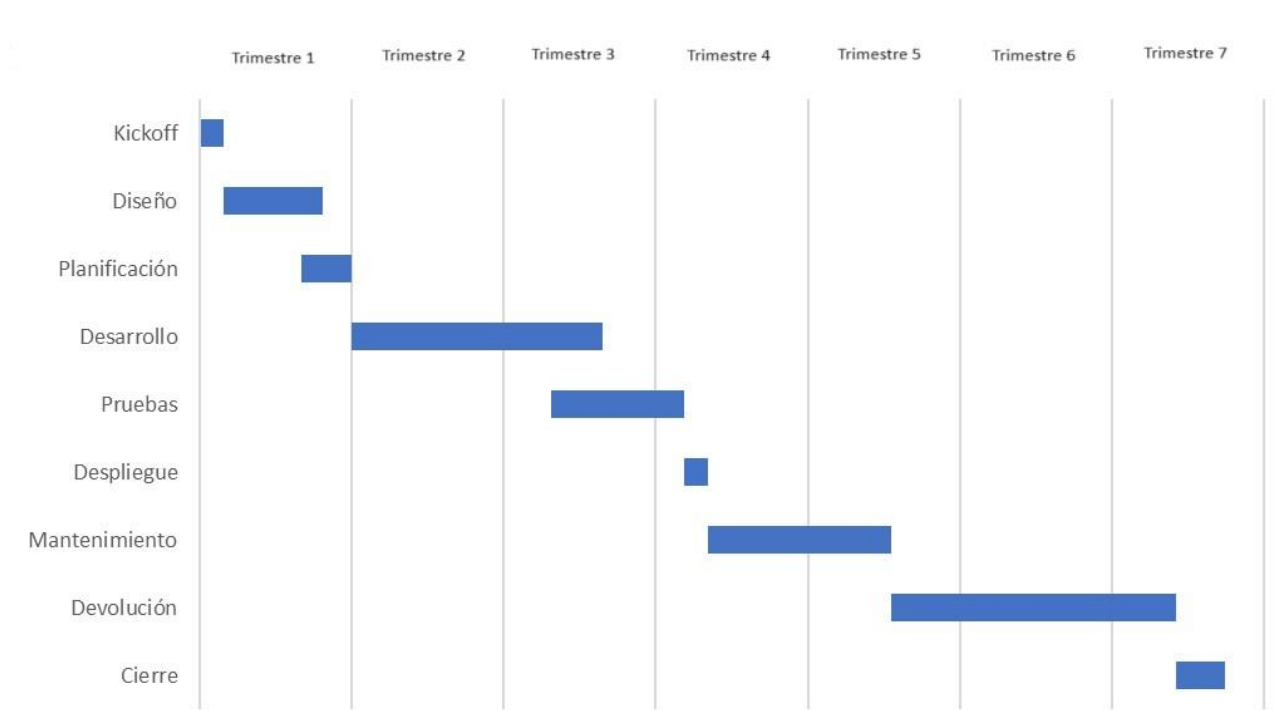 Trimestre 1 Trimestre 2 Trimestre 3 Trimestre 4 Trimestre 5 Trimestre 6 Trimestre 7
Kickoff
Diseño
Planificación
Desarrollo
Pruebas
Despliegue
Mantenimiento
Devolución
Cierre